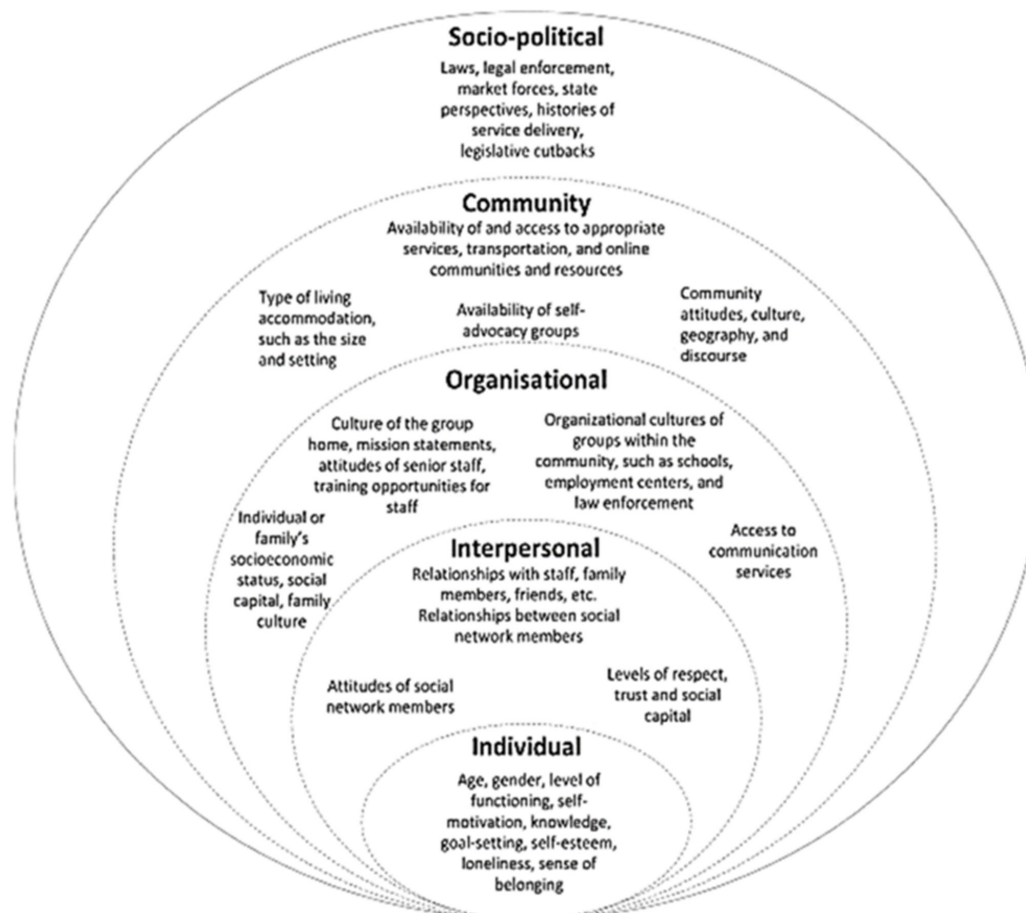 Socio-political
Laws, legal enforcement,
market forces, state
perspectives, histories of
service delivery,
legislative cutbacks
Community
Availability of and access to appropriate
services, transportation, and online
communities and resources
Type of living
accommodation,
such as the size
and setting
Availability of self-
advocacy groups
Community
attitudes, culture,
geography, and
discourse
Organisational
Culture of the group
home, mission statements,
attitudes of senior staff,
training opportunities for
staff
Organizational cultures of
groups within the
community, such as schools,
employment centers, and
law enforcement
Individual or
family's
socioeconomic
status, social
capital, family
culture
Access to
communication
services
Interpersonal
Relationships with staff, family
members, friends, etc.
Relationships between social
network members
Attitudes of social
network members
Levels of respect,
trust and social
capital
Individual
Age, gender, level of
functioning, self-
motivation, knowledge,
goal-setting, self-esteem,
loneliness, sense of
belonging